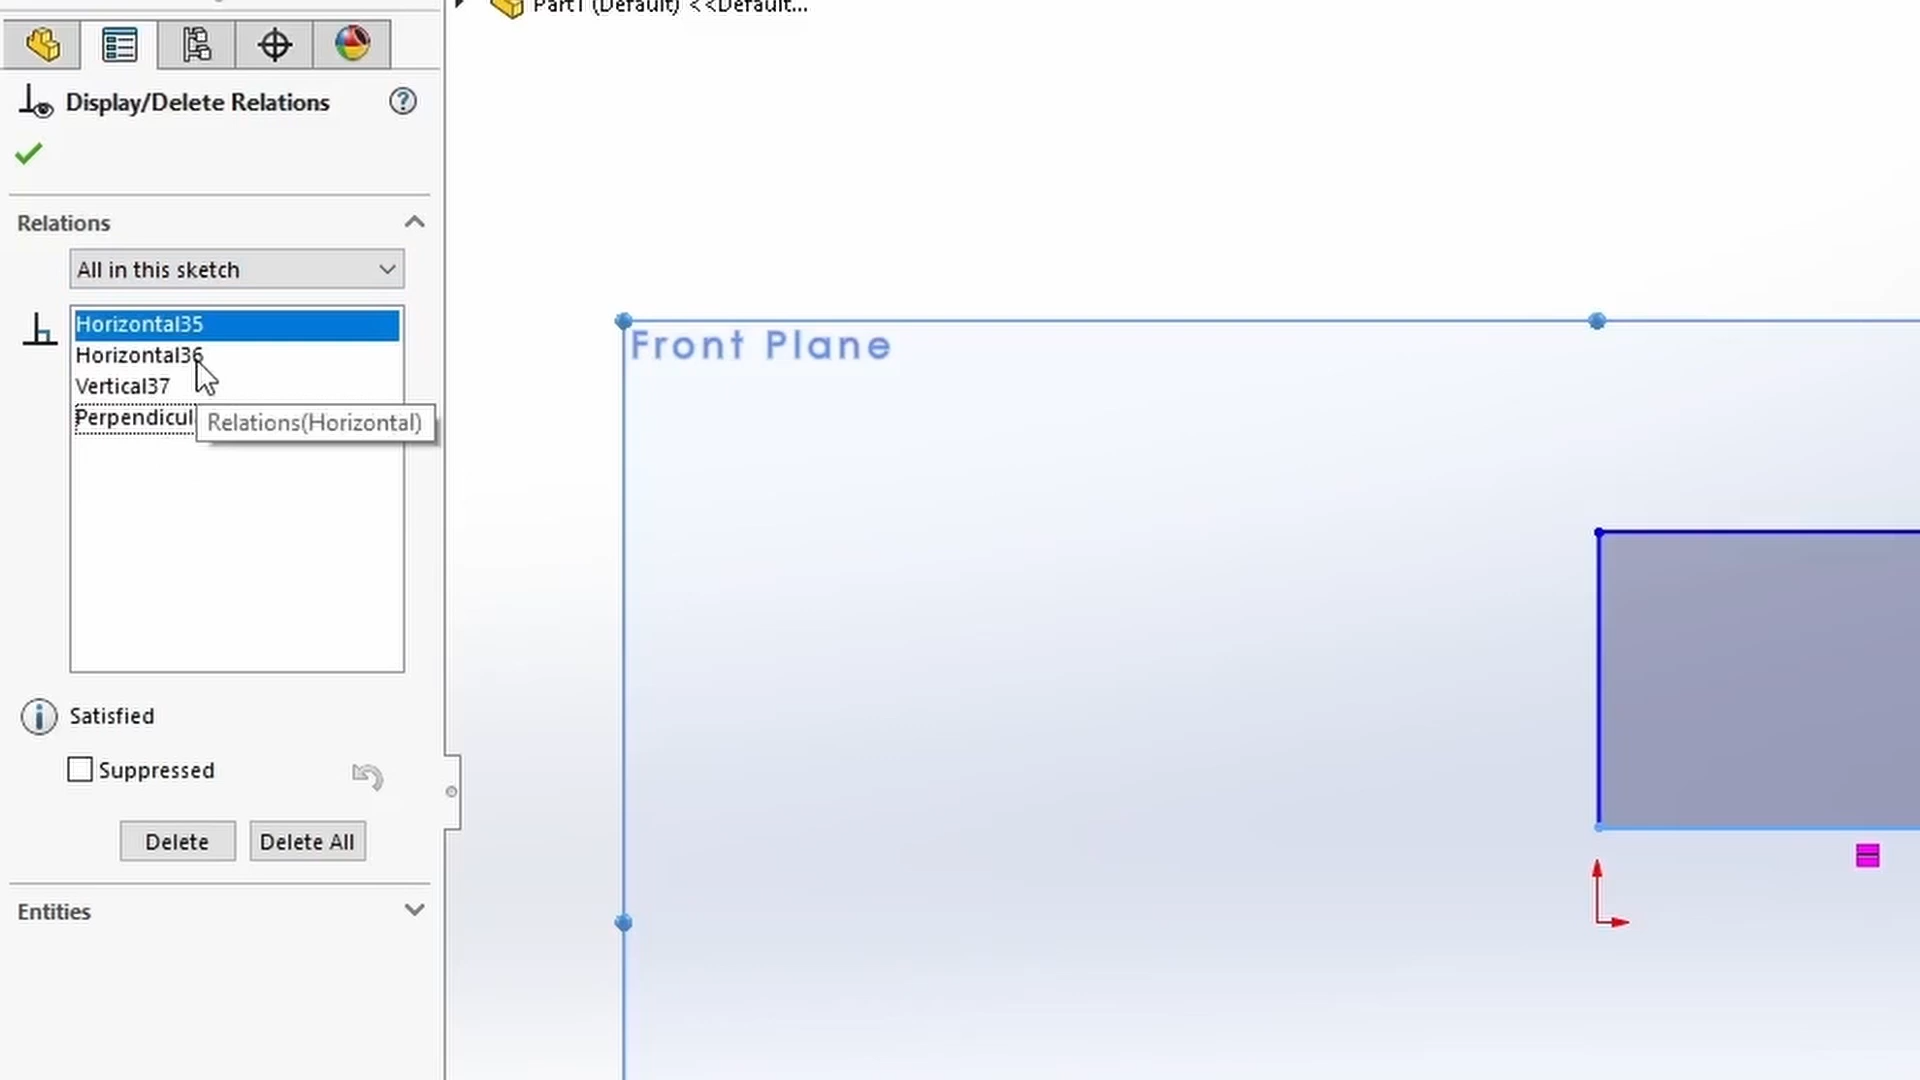 Part1 (Default) <<Default...
Display/Delete Relations
Relations
All in this sketch
Horizontal35
Horizontal36
Vertical37
Perpendicul
Relations(Horizontal)
Satisfied
Suppressed
Delete
Delete All
Entities
Front Plane